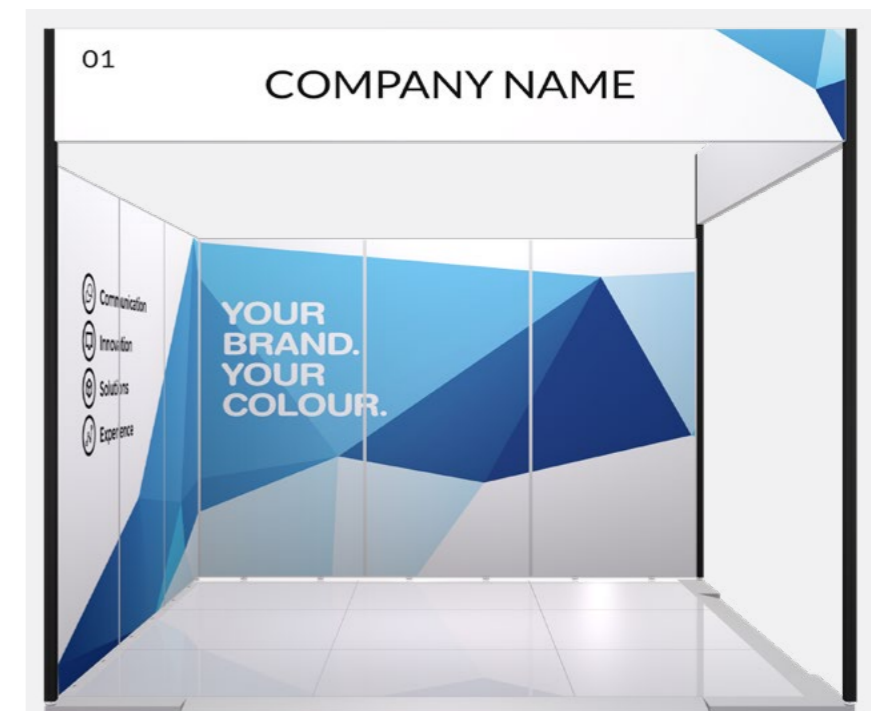 01
COMPANY NAME
Communication
Innovation
Solutions
Experience
YOUR
BRAND.
YOUR
COLOUR.